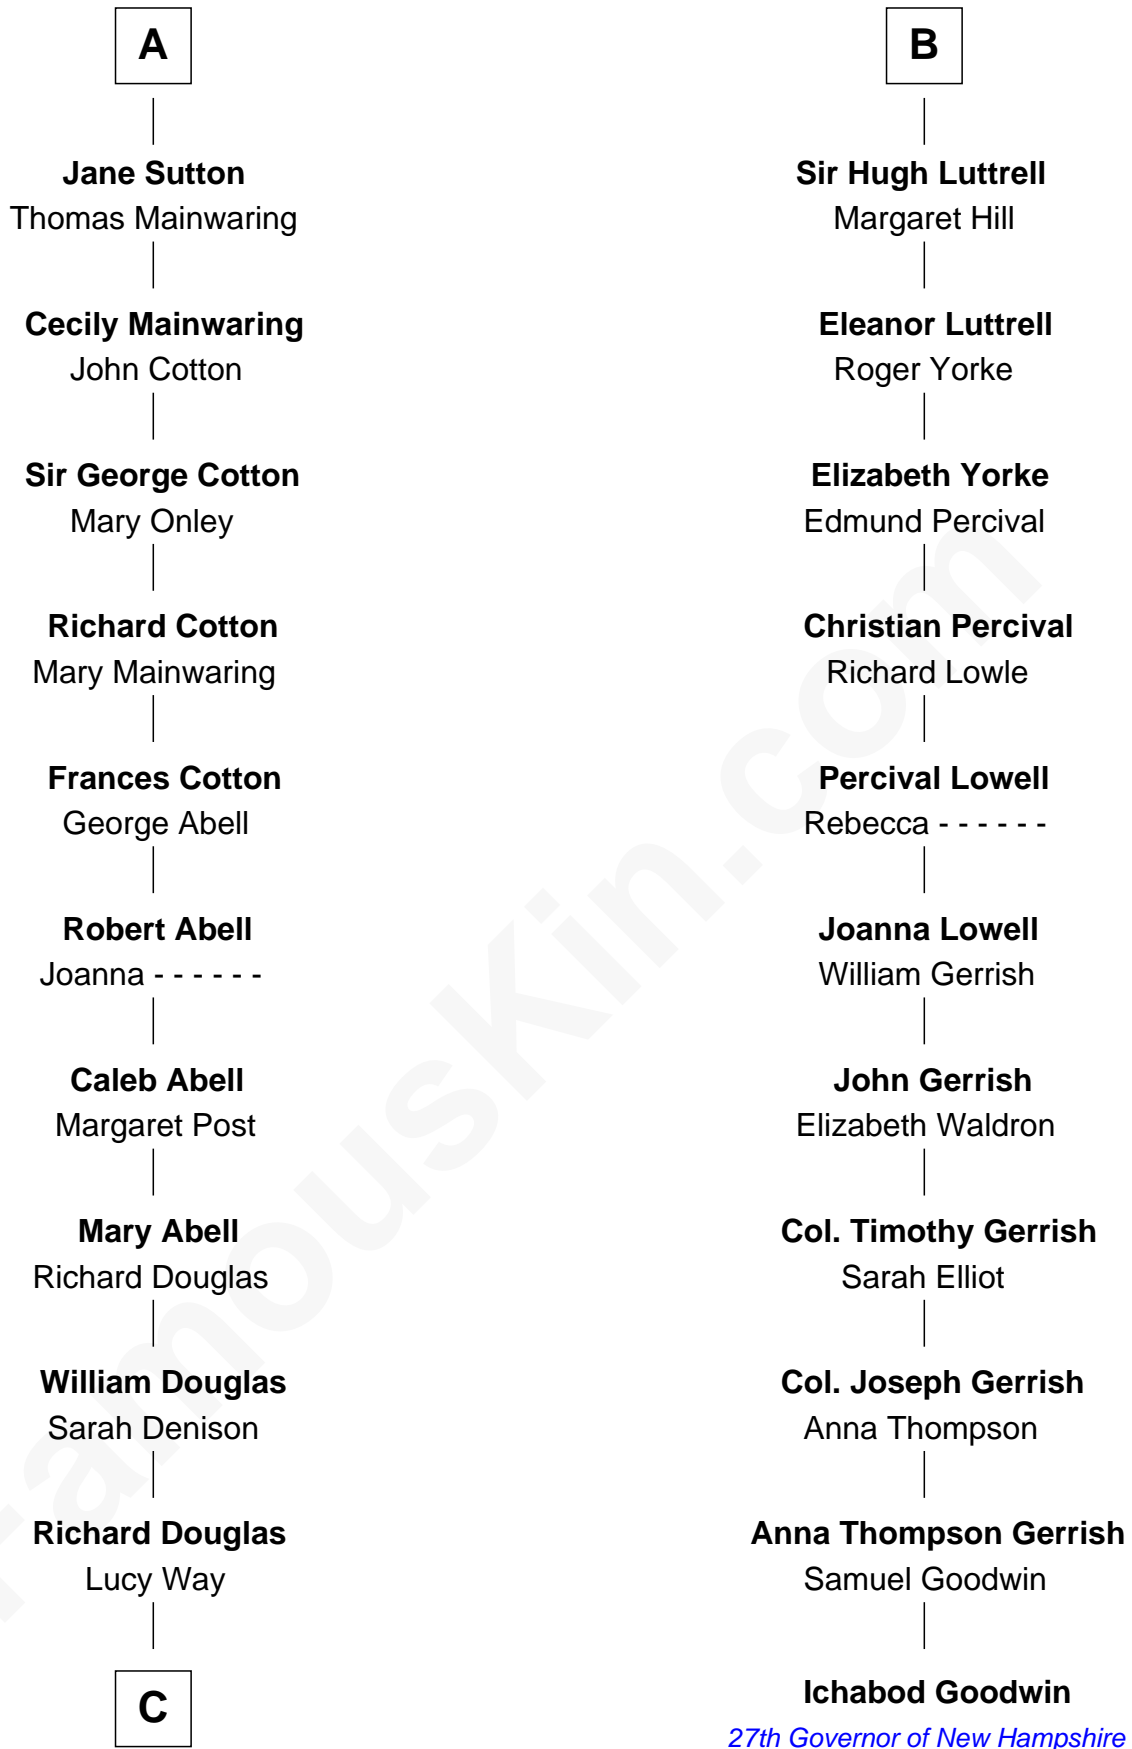 A
Jane Sutton
Thomas Mainwaring
Cecily Mainwaring
John Cotton
Sir George Cotton
Mary Onley
Richard Cotton
Mary Mainwaring
Frances Cotton
George Abell
Robert Abell
Joanna - - - - - -
Caleb Abell
Margaret Post
Mary Abell
Richard Douglas
William Douglas
Sarah Denison
Richard Douglas
Lucy Way
C
B
Sir Hugh Luttrell
Margaret Hill
Eleanor Luttrell
Roger Yorke
Elizabeth Yorke
Edmund Percival
Christian Percival
Richard Lowle
Percival Lowell
Rebecca - - - - - -
Joanna Lowell
William Gerrish
John Gerrish
Elizabeth Waldron
Col. Timothy Gerrish
Sarah Elliot
Col. Joseph Gerrish
Anna Thompson
Anna Thompson Gerrish
Samuel Goodwin
Ichabod Goodwin
27th Governor of New Hampshire
FamousKin.com